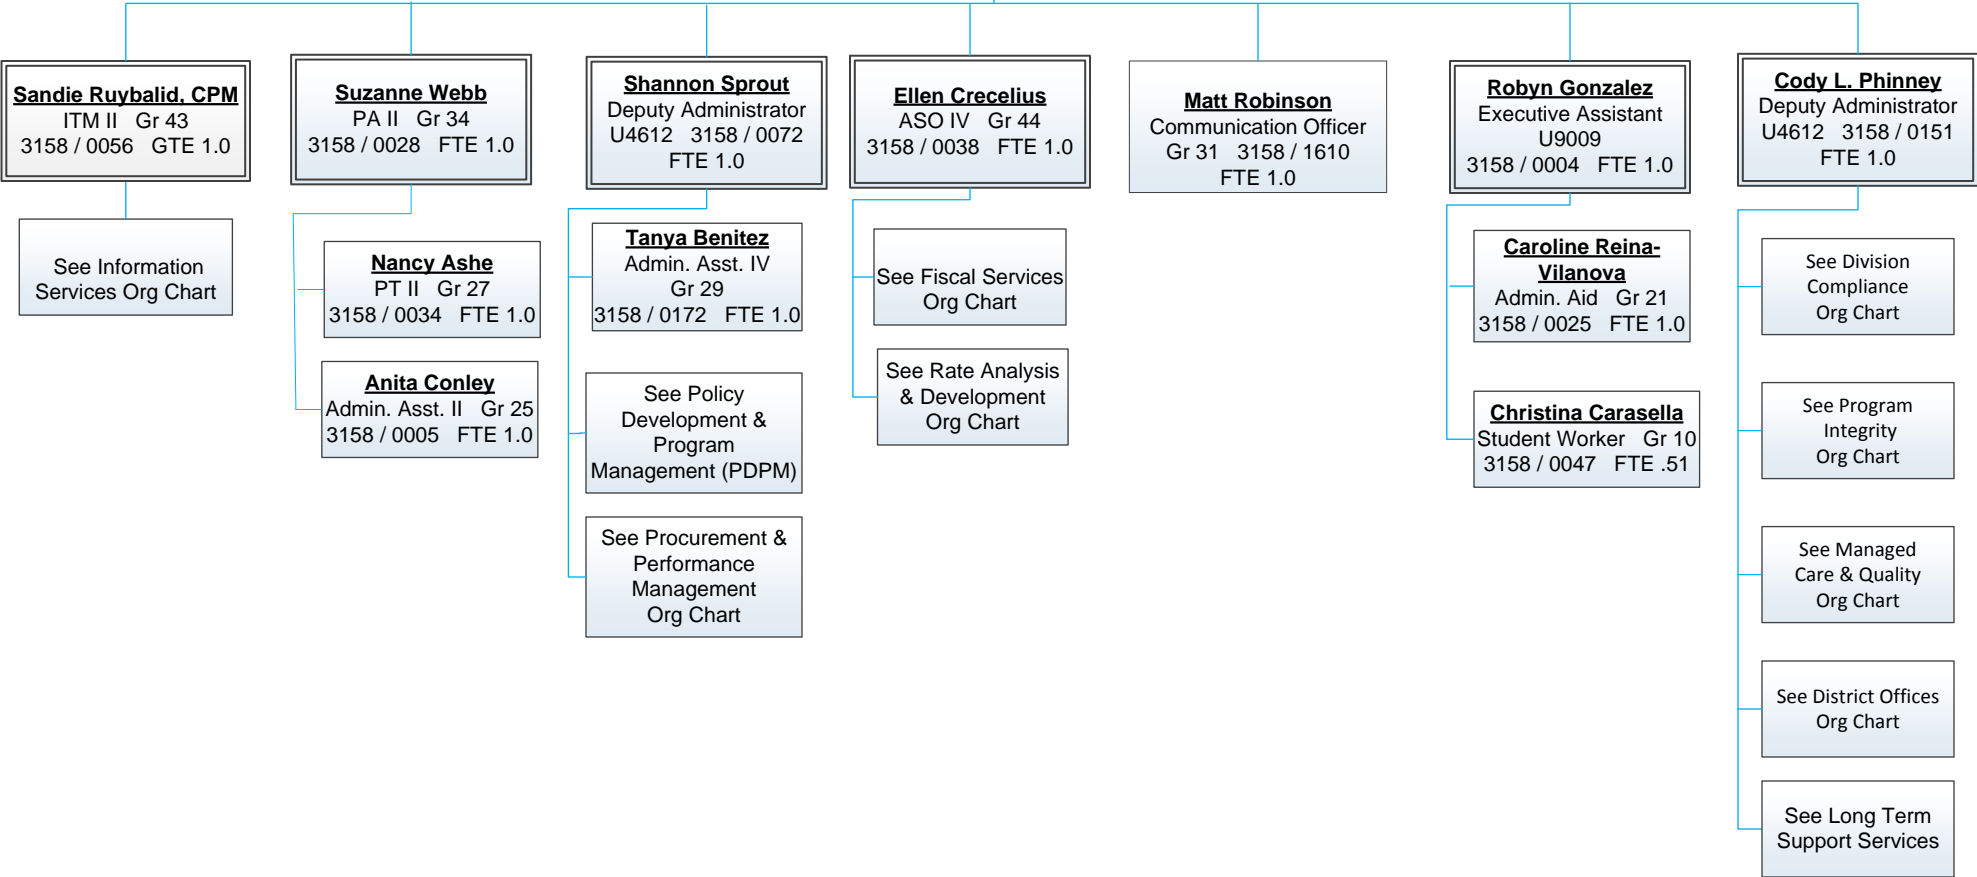 Sandie Ruybalid, CPM
ITM II Gr 43
3158 / 0056 GTE 1.0
See Information
Services Org Chart
Suzanne Webb
PA II Gr 34
3158 / 0028 FTE 1.0
Nancy Ashe
PT II Gr 27
3158 / 0034 FTE 1.0
Anita Conley
Admin. Asst. II Gr 25
3158 / 0005 FTE 1.0
Shannon Sprout
Deputy Administrator
U4612 3158 / 0072
FTE 1.0
Tanya Benitez
Admin. Asst. IV
Gr 29
3158 / 0172 FTE 1.0
See Policy
Development &
Program
Management (PDPM)
See Procurement &
Performance
Management
Org Chart
Ellen Crecelius
ASO IV Gr 44
3158 / 0038 FTE 1.0
See Fiscal Services
Org Chart
See Rate Analysis
& Development
Org Chart
Matt Robinson
Communication Officer
Gr 31 3158 / 1610
FTE 1.0
Robyn Gonzalez
Executive Assistant
U9009
3158 / 0004 FTE 1.0
Caroline Reina-
Vilanova
Admin. Aid Gr 21
3158 / 0025 FTE 1.0
Christina Carasella
Student Worker Gr 10
3158 / 0047 FTE .51
Cody L. Phinney
Deputy Administrator
U4612 3158 / 0151
FTE 1.0
See Division
Compliance
Org Chart
See Program
Integrity
Org Chart
See Managed
Care & Quality
Org Chart
See District Offices
Org Chart
See Long Term
Support Services